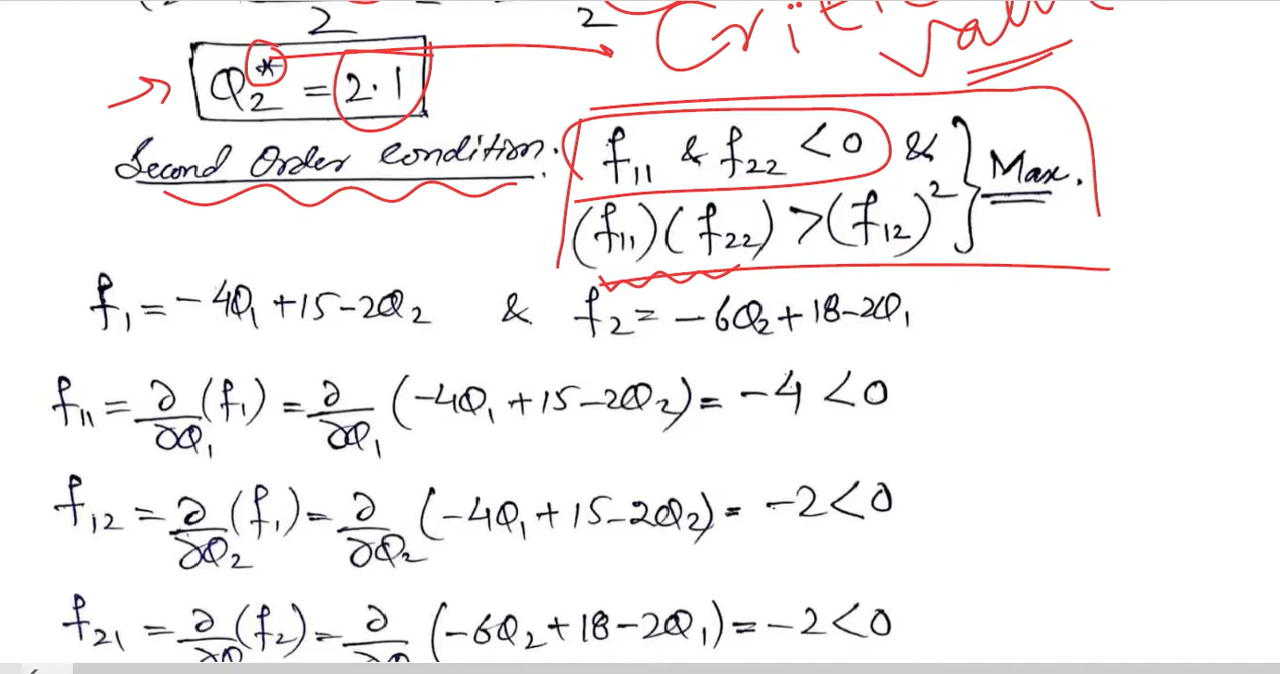 2 2
Q₂* = 2.1
Second Order condition. f₁₁ & f₂₂ < 0 & } Max.
(f₁₁)(f₂₂) > (f₁₂)²
f₁ = -4Q₁ + 15 - 2Q₂ & f₂ = -6Q₂ + 18 - 2Q₁
f₁₁ = ∂/∂Q₁ (f₁) = ∂/∂Q₁ (-4Q₁ + 15 - 2Q₂) = -4 < 0
f₁₂ = ∂/∂Q₂ (f₁) = ∂/∂Q₂ (-4Q₁ + 15 - 2Q₂) = -2 < 0
f₂₁ = ∂/∂Q (f₂) = ∂/∂ (-6Q₂ + 18 - 2Q₁) = -2 < 0